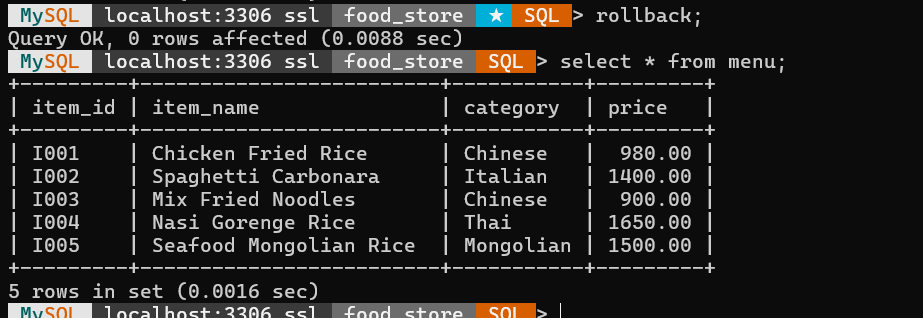 MySQL localhost:3306 ssl food_store ★ SQL > rollback;
Query OK, 0 rows affected (0.0088 sec)
MySQL localhost:3306 ssl food_store SQL > select * from menu;
+---------+-----------------------+-----------+---------+
| item_id | item_name             | category  | price   |
+---------+-----------------------+-----------+---------+
| I001    | Chicken Fried Rice    | Chinese   |  980.00 |
| I002    | Spaghetti Carbonara   | Italian   | 1400.00 |
| I003    | Mix Fried Noodles     | Chinese   |  900.00 |
| I004    | Nasi Gorenge Rice     | Thai      | 1650.00 |
| I005    | Seafood Mongolian Rice | Mongolian | 1500.00 |
+---------+-----------------------+-----------+---------+
5 rows in set (0.0016 sec)
MySQL localhost:3306 ssl food_store SQL >